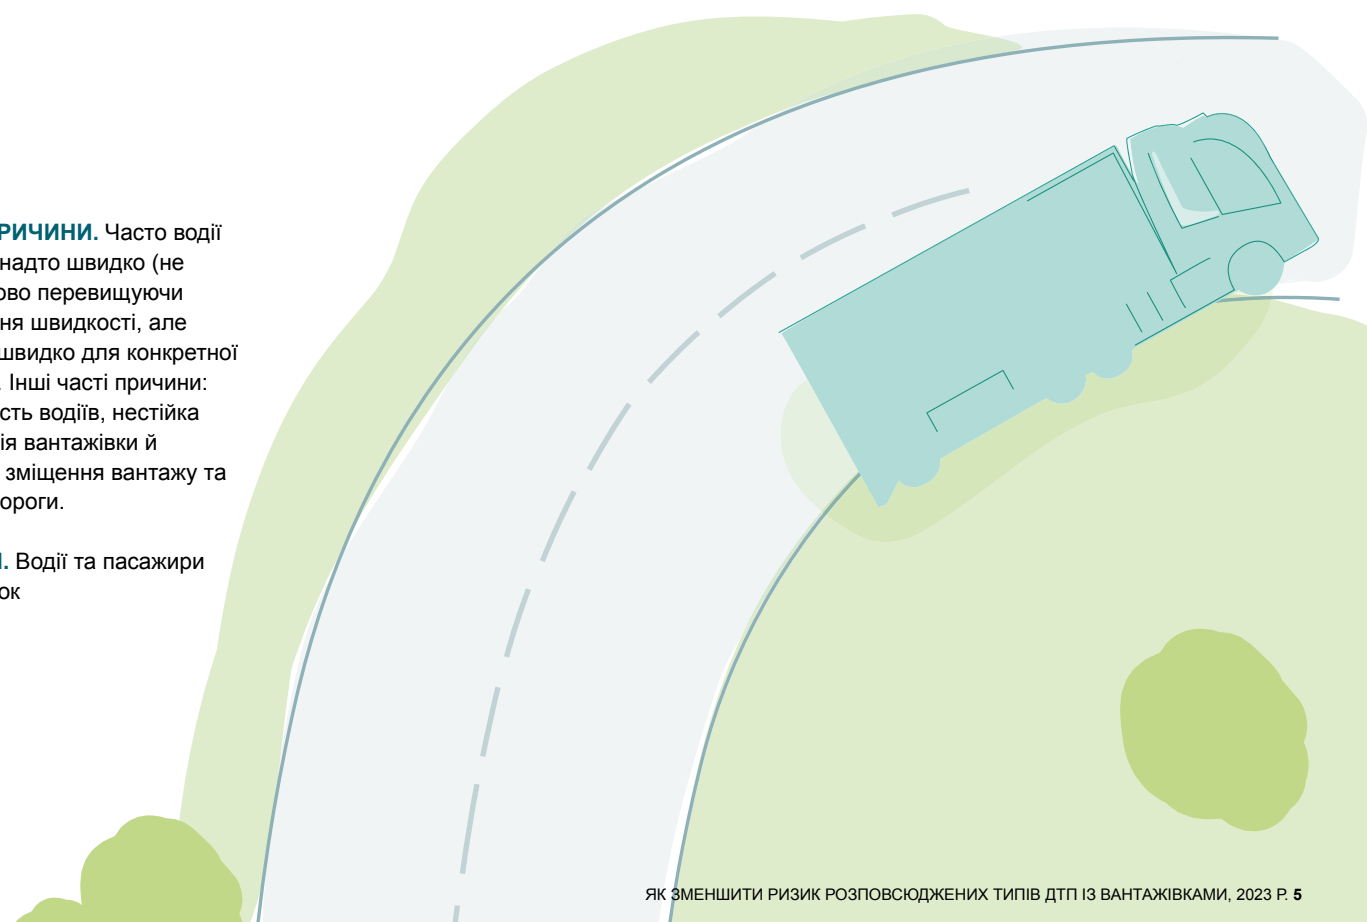 РИЧИНИ. Часто водії
надто швидко (не
ово перевищуючи
ня швидкості, але
швидко для конкретної
. Інші часті причини:
ість водіїв, нестійка
ія вантажівки й
зміщення вантажу та
ороги.
. Водії та пасажири
ок
ЯК ЗМЕНШИТИ РИЗИК РОЗПОВСЮДЖЕНИХ ТИПІВ ДТП ІЗ ВАНТАЖІВКАМИ, 2023 Р. 5